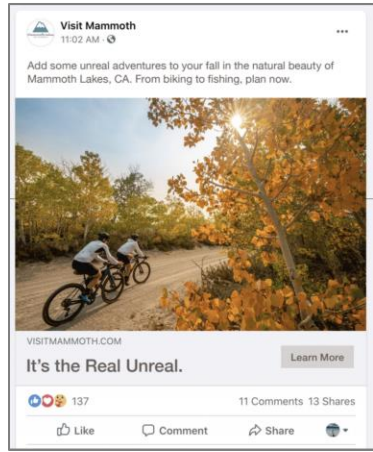 Visit Mammoth
11:02 AM ·
Add some unreal adventures to your fall in the natural beauty of
Mammoth Lakes, CA. From biking to fishing, plan now.
VISITMAMMOTH.COM
It's the Real Unreal.
Learn More
137
11 Comments 13 Shares
Like
Comment
Share